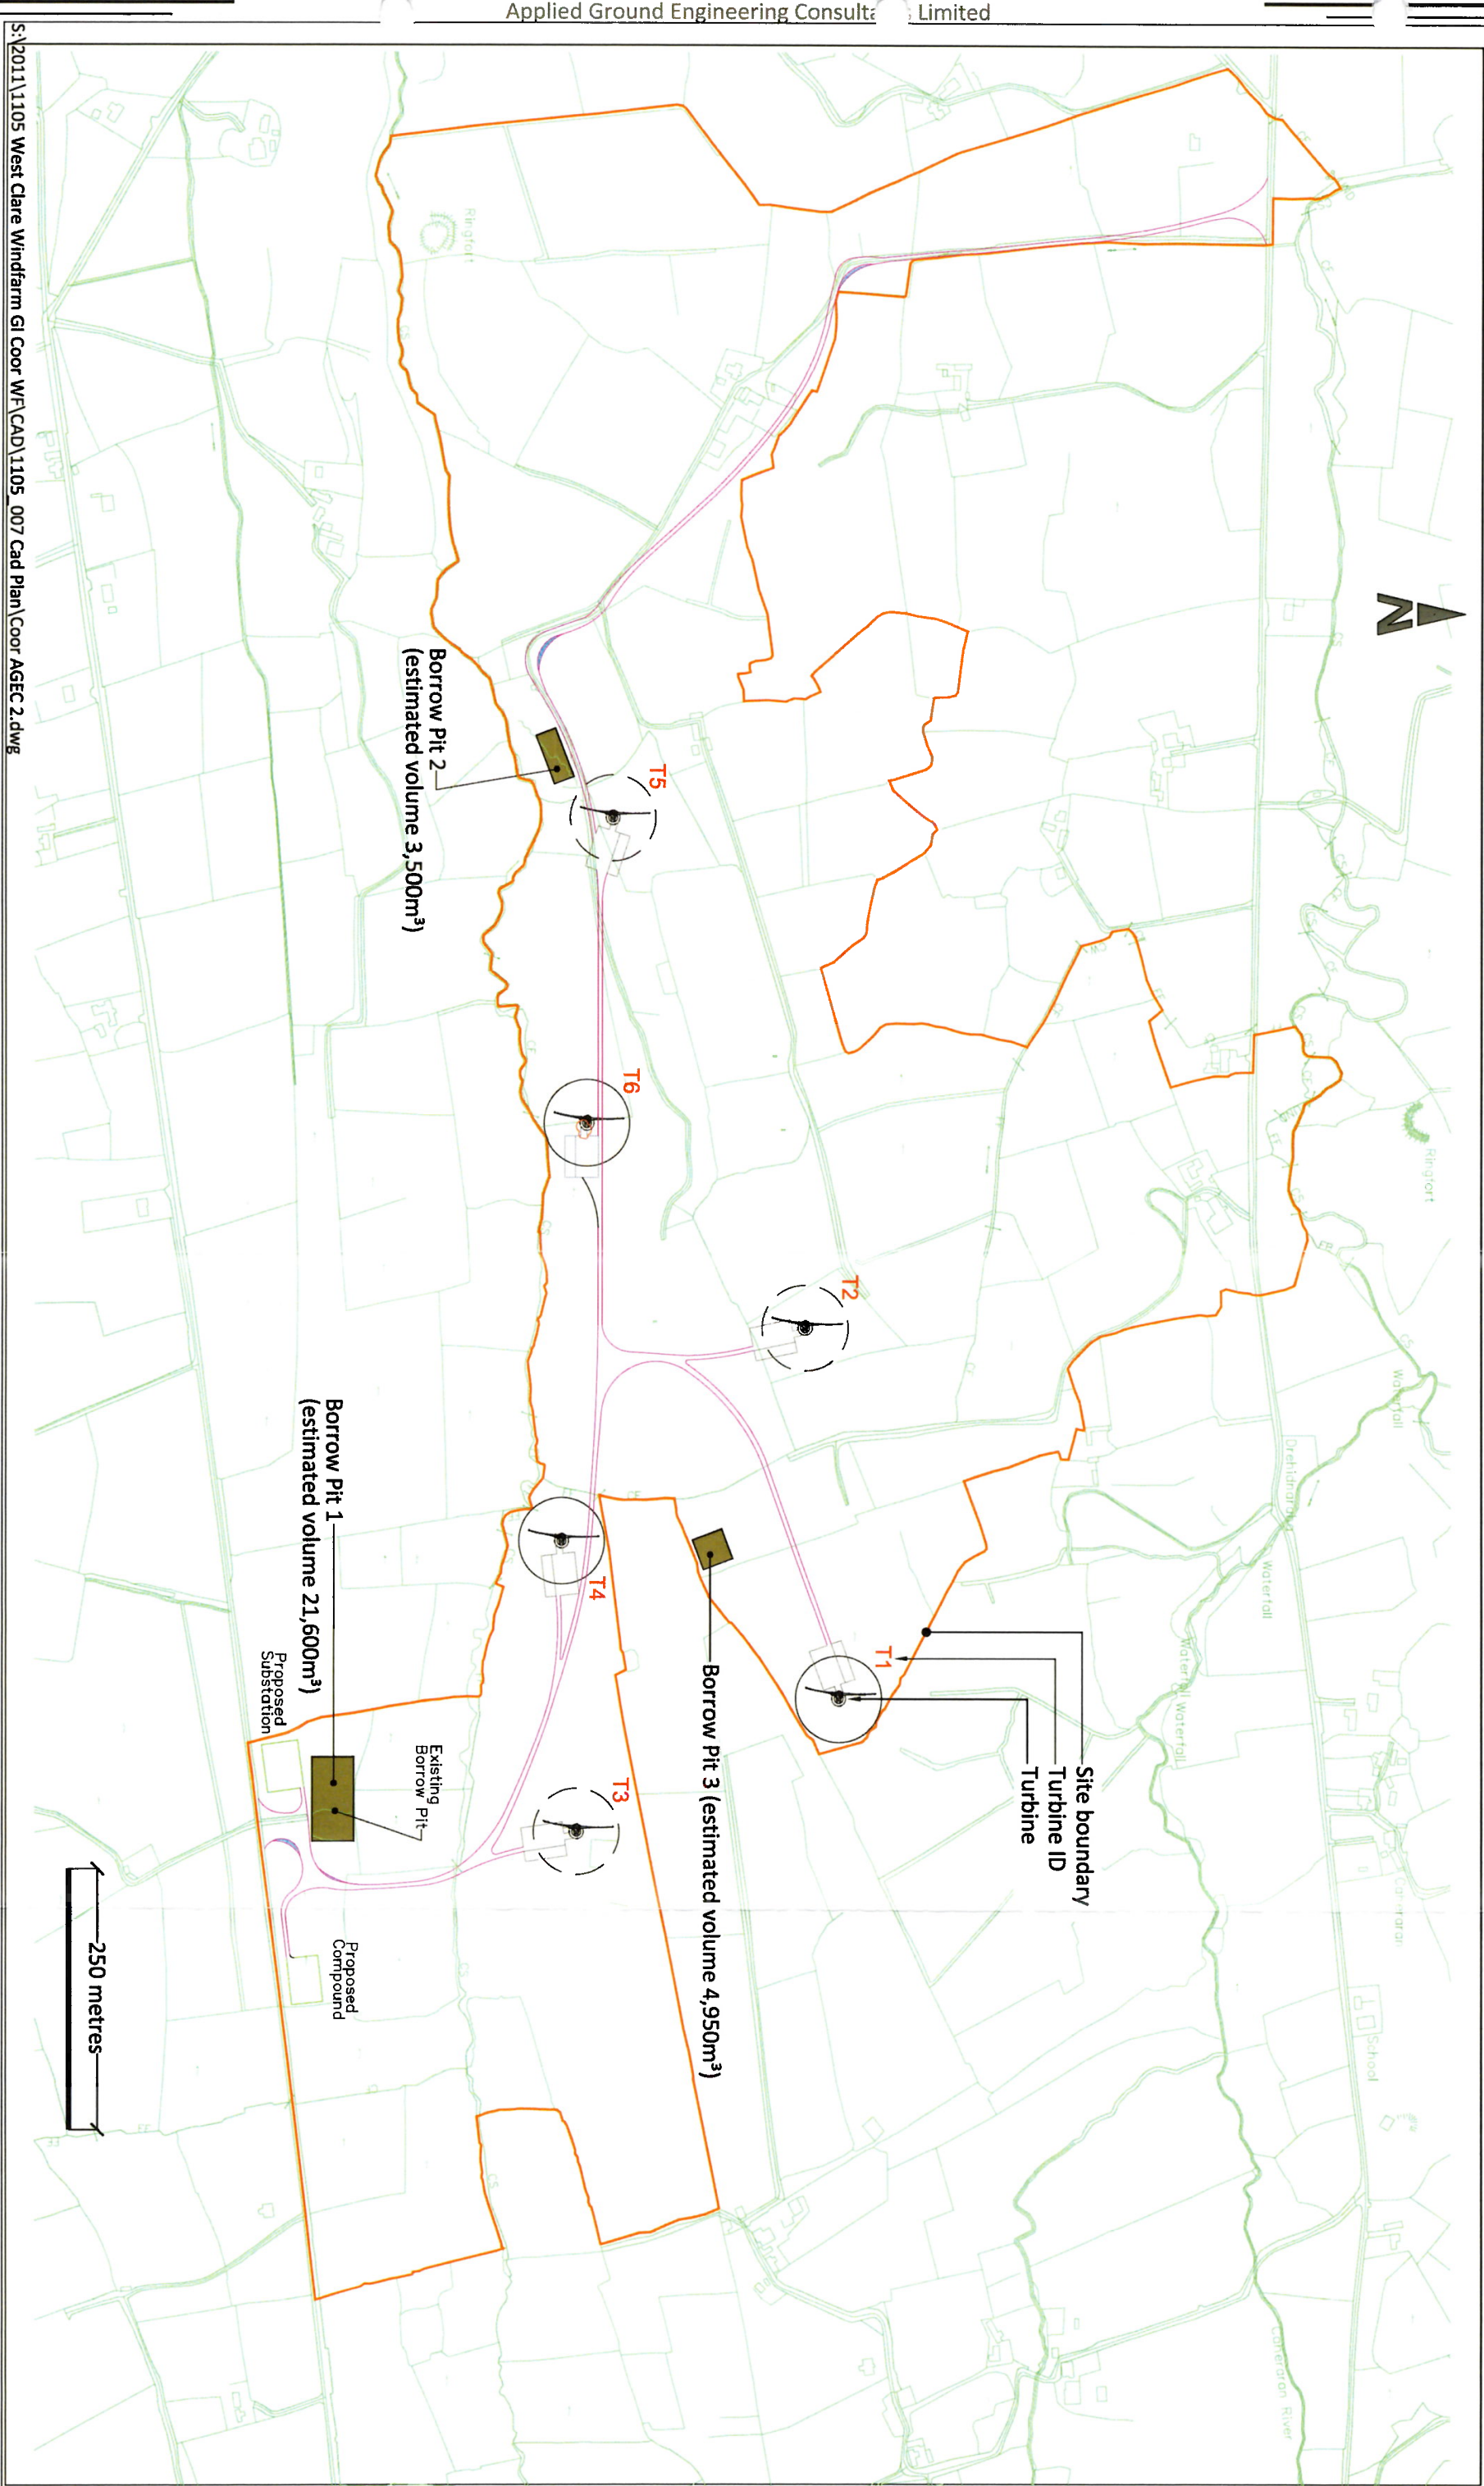 Applied Ground Engineering Consulta Limited
S:\2011\1105 West Clare Windfarm GI Coor WF\CAD\1105_007 Cad Plan\Coor AGEC 2.dwg
N
Ringfort
Ringfort
Waterfall
Waterfall
Waterfall
Waterfall
School
Site boundary
Turbine ID
Turbine
T1
T2
T3
T4
T5
T6
Borrow Pit 2
(estimated volume 3,500m³)
Borrow Pit 3 (estimated volume 4,950m³)
Borrow Pit 1
(estimated volume 21,600m³)
Existing
Borrow Pit
Proposed
Substation
Proposed
Compound
250 metres